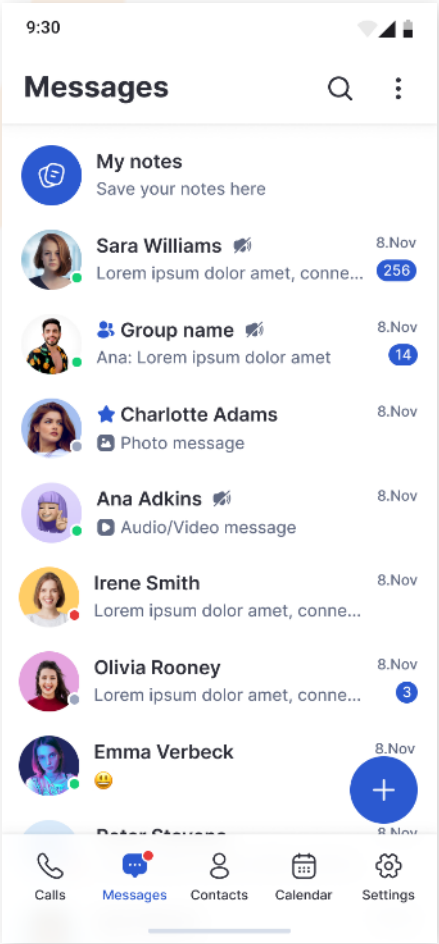 9:30
Messages
My notes
Save your notes here
Sara Williams
8.Nov
Lorem ipsum dolor amet, conne...
256
Group name
8.Nov
Ana: Lorem ipsum dolor amet
14
Charlotte Adams
8.Nov
Photo message
Ana Adkins
8.Nov
Audio/Video message
Irene Smith
8.Nov
Lorem ipsum dolor amet, conne...
Olivia Rooney
8.Nov
Lorem ipsum dolor amet, conne...
3
Emma Verbeck
8.Nov
8.Nov
Calls
Messages
Contacts
Calendar
Settings